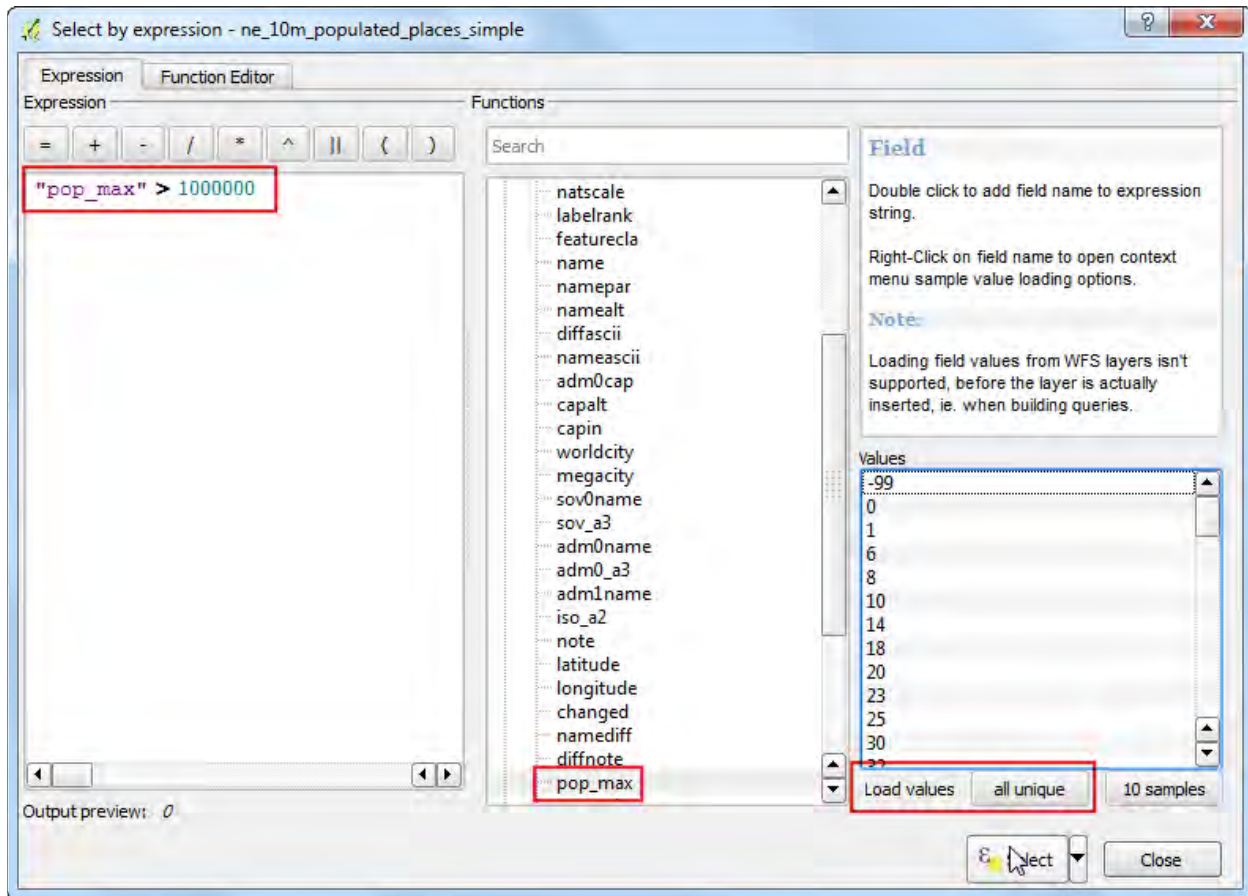 Select by expression - ne_10m_populated_places_simple
Expression
Function Editor
Expression
Functions
= + - / * ^ || ( )
Search
"pop_max" > 1000000
natscale
labelrank
featurecla
name
namepar
namealt
diffascii
nameascii
adm0cap
capalt
capin
worldcity
megacity
sov0name
sov_a3
adm0name
adm0_a3
adm1name
iso_a2
note
latitude
longitude
changed
namediff
diffnote
pop_max
Field
Double click to add field name to expression
string.
Right-Click on field name to open context
menu sample value loading options.
Note:
Loading field values from WFS layers isn't
supported, before the layer is actually
inserted, ie. when building queries.
Values
-99
0
1
6
8
10
14
18
20
23
25
30
Load values
all unique
10 samples
Output preview: 0
ε
Close